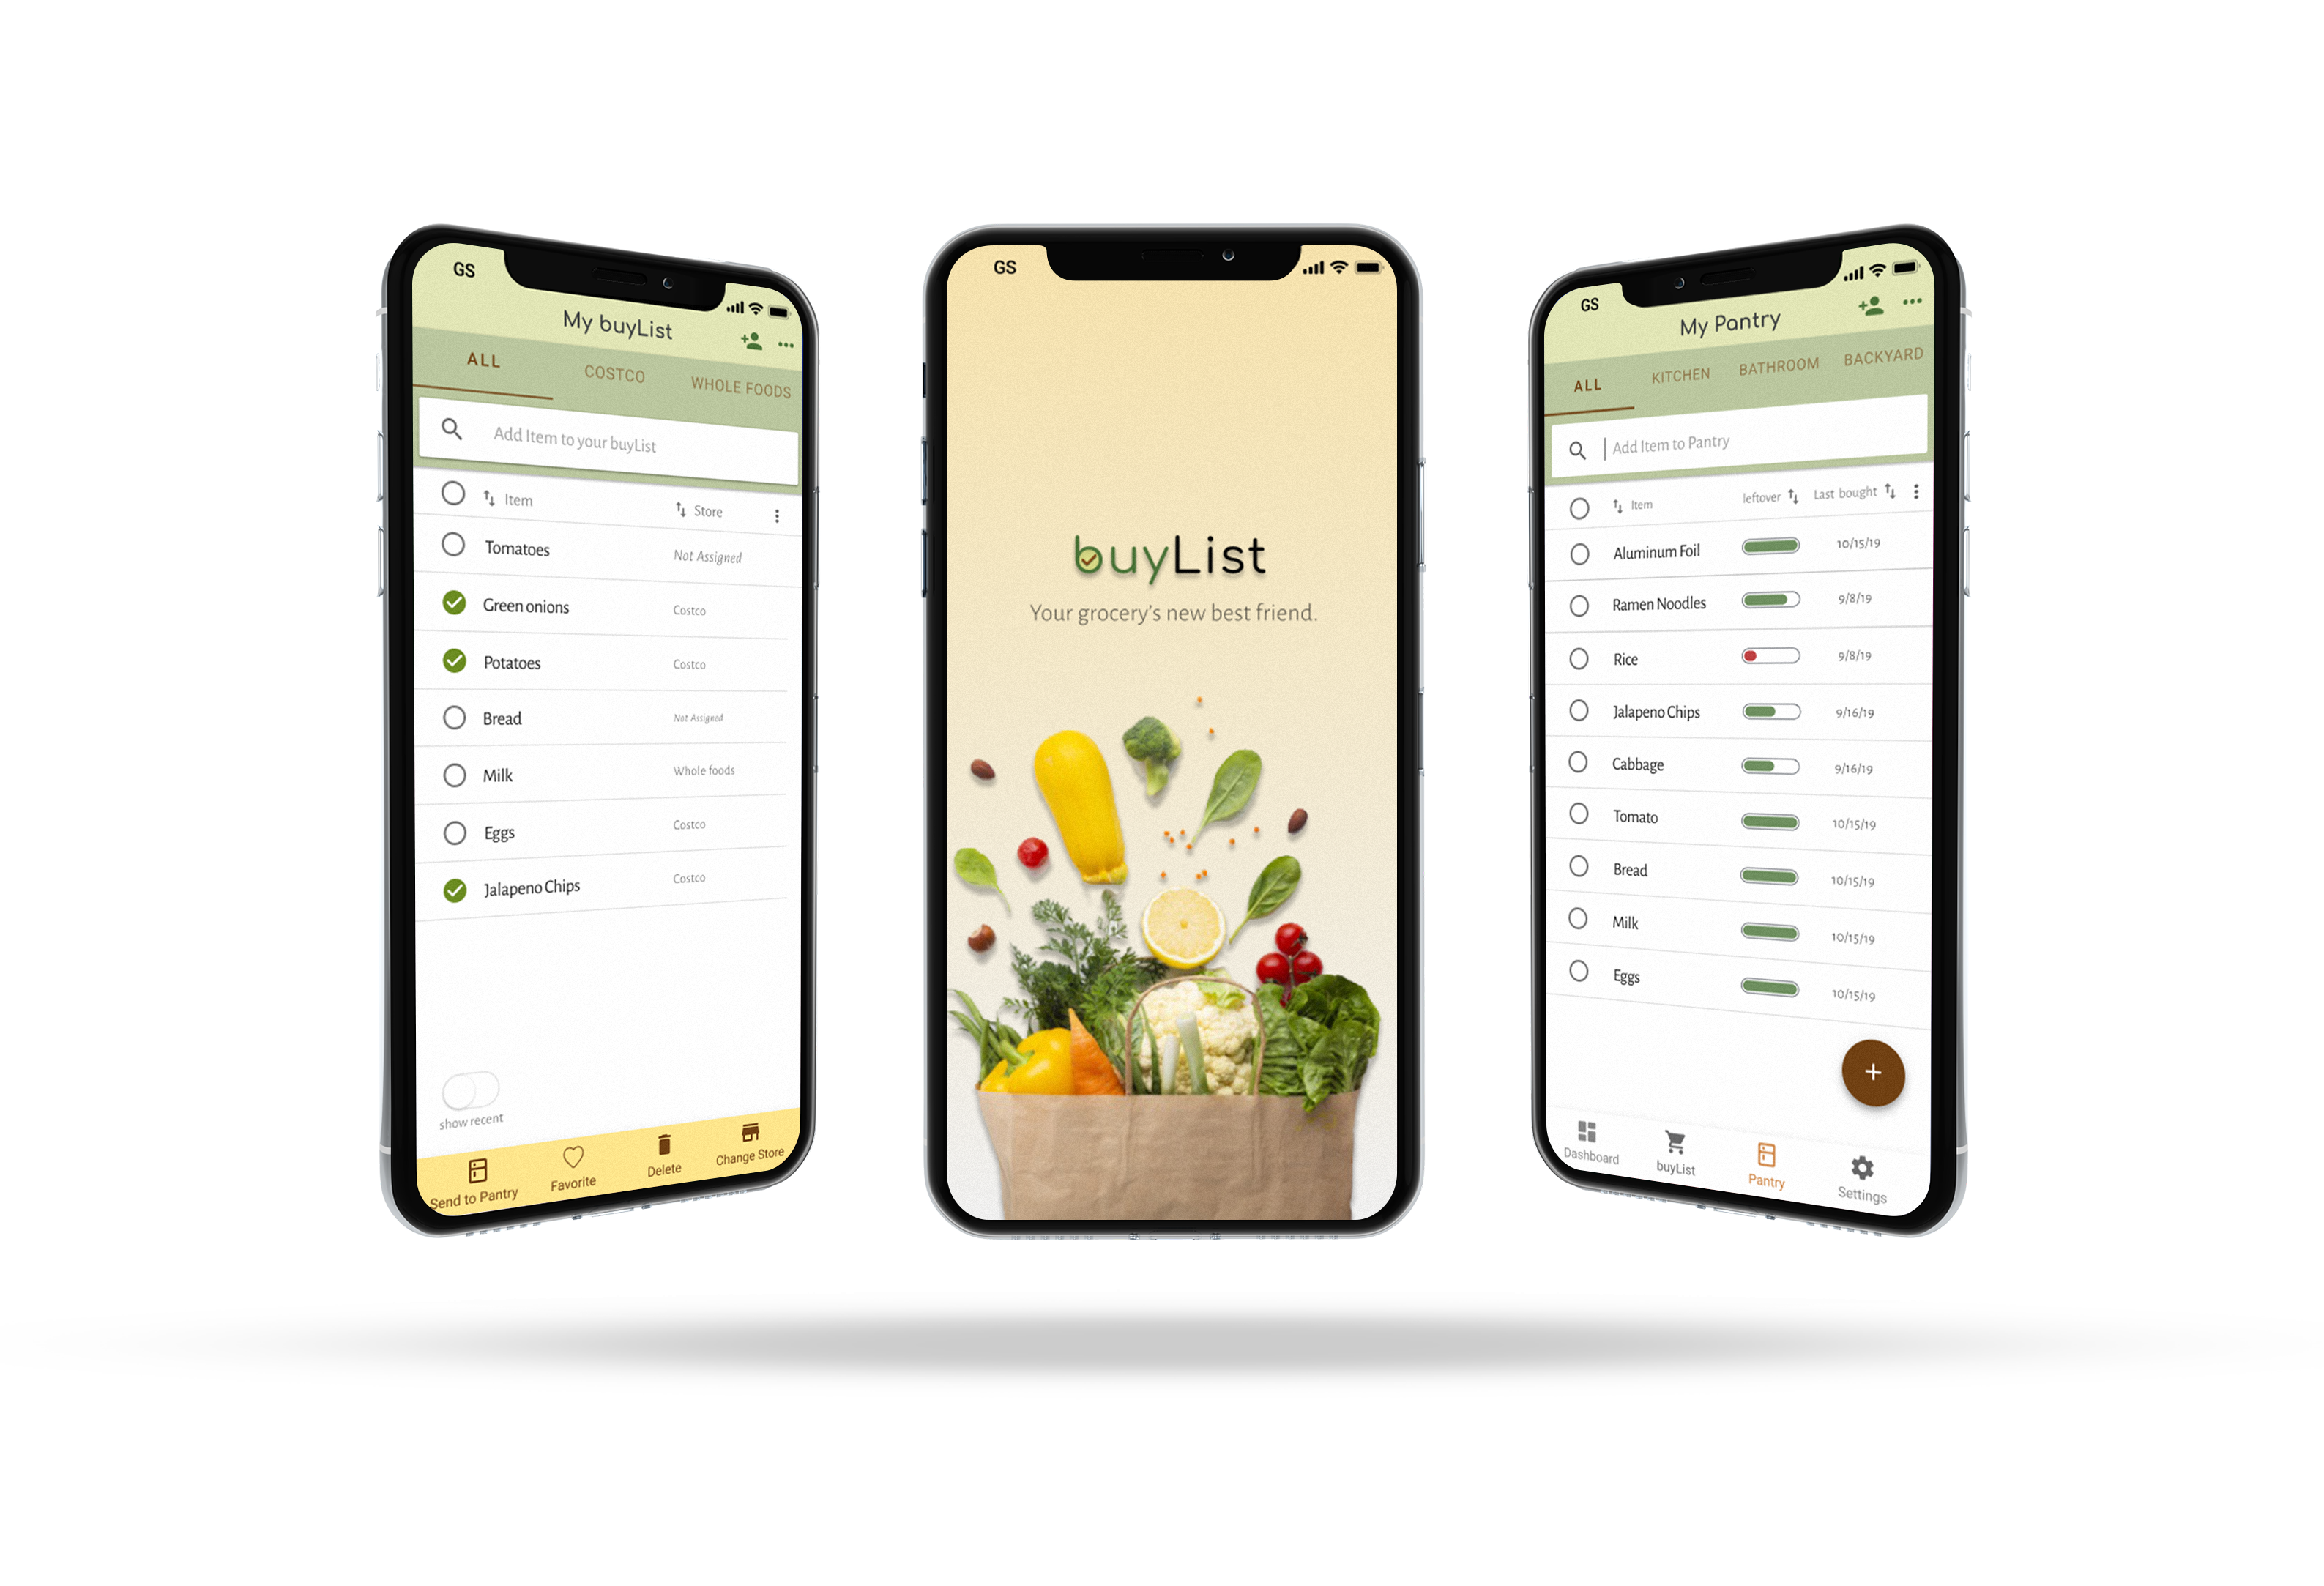 GS
My buyList
ALL COSTCO WHOLE FOODS
Add Item to your buyList
Item Store
Tomatoes Not Assigned
Green onions Costco
Potatoes Costco
Bread Not Assigned
Milk Whole foods
Eggs Costco
Jalapeno Chips Costco
show recent
Send to Pantry Favorite Delete Change Store
GS
buyList
Your grocery's new best friend.
GS
My Pantry
ALL KITCHEN BATHROOM BACKYARD
Add Item to Pantry
Item leftover Last bought
Aluminum Foil 10/15/19
Ramen Noodles 9/8/19
Rice 9/8/19
Jalapeno Chips 9/16/19
Cabbage 9/16/19
Tomato 10/15/19
Bread 10/15/19
Milk 10/15/19
Eggs 10/15/19
Dashboard buyList Pantry Settings